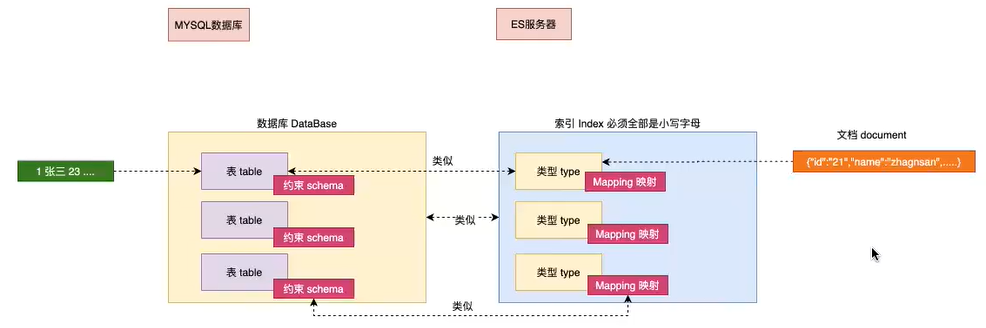 MYSQL数据库
ES服务器
数据库 DataBase
索引 Index 必须全部是小写字母
文档 document
1 张三 23 ....
表 table
约束 schema
类似
类型 type
Mapping 映射
{"id":"21","name":"zhagnsan",.....}
表 table
约束 schema
类似
类型 type
Mapping 映射
表 table
约束 schema
类型 type
Mapping 映射
类似